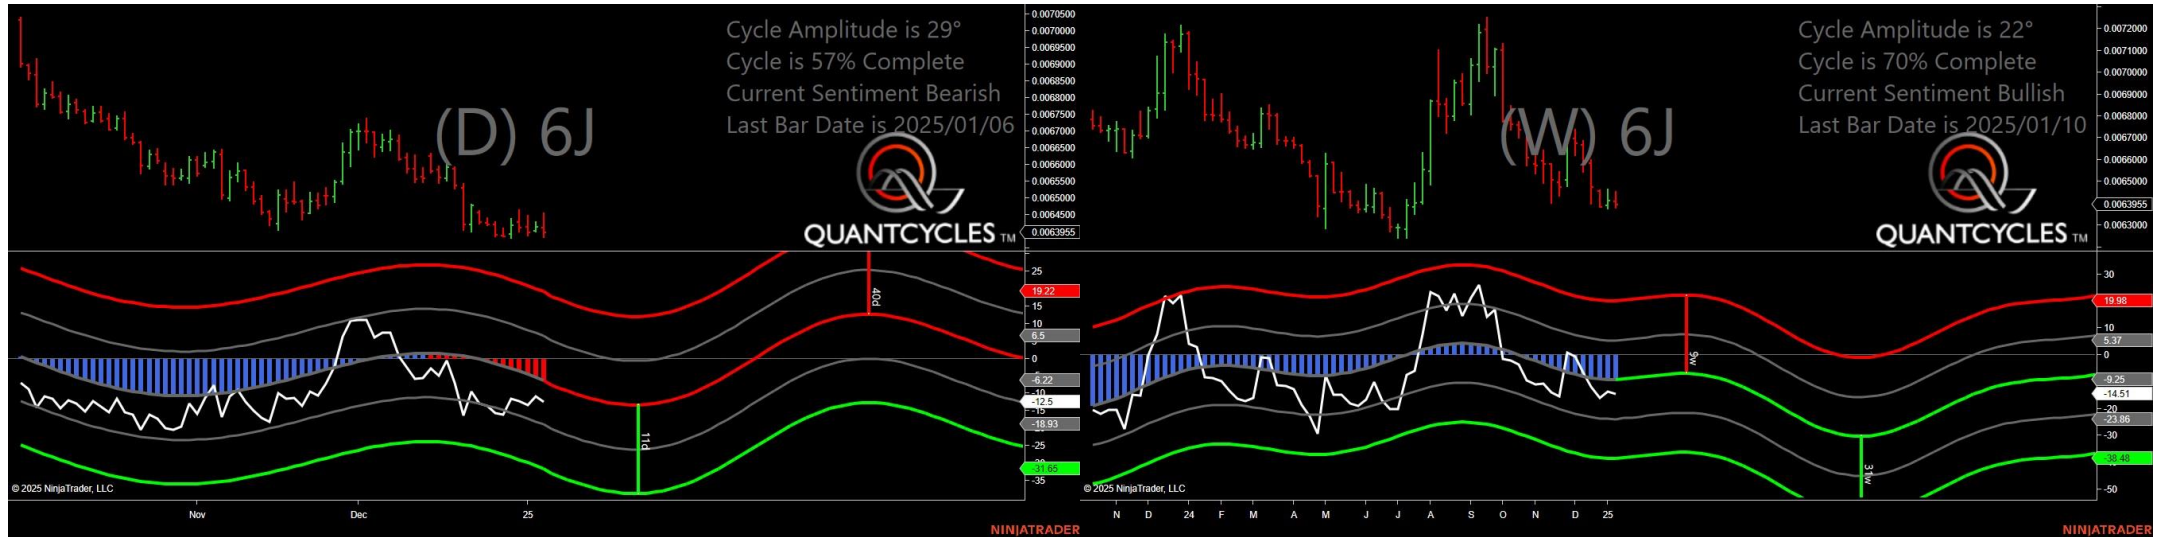 Cycle Amplitude is 29°
Cycle is 57% Complete
Current Sentiment Bearish
Last Bar Date is 2025/01/06
(D) 6J
QUANTCYCLES TM
0.0070500
0.0070000
0.0069500
0.0069000
0.0068500
0.0068000
0.0067500
0.0067000
0.0066500
0.0066000
0.0065500
0.0065000
0.0064500
0.0063955
25
19.22
15
10
6.5
0
-6.22
-10
-12.5
-15
-18.93
-25
-31.65
-35
40d
11d
© 2025 NinjaTrader, LLC
Nov
Dec
25
NINJATRADER
Cycle Amplitude is 22°
Cycle is 70% Complete
Current Sentiment Bullish
Last Bar Date is 2025/01/10
(W) 6J
QUANTCYCLES TM
0.0072000
0.0071000
0.0070000
0.0069000
0.0068000
0.0067000
0.0066000
0.0065000
0.0063955
0.0063000
30
19.98
10
5.37
0
-9.25
-14.51
-20
-23.86
-30
-38.48
-50
9w
31w
© 2025 NinjaTrader, LLC
N D 24 F M A M J J A S O N D 25
NINJATRADER